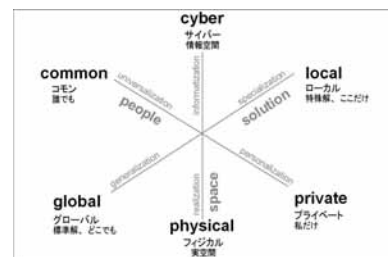 cyber
サイバー
情報空間
common
コモン
誰でも
local
ローカル
特殊解、ここだけ
universalization
informatization
specialization
people
solution
generalization
realization
space
personalization
global
グローバル
標準解、どこでも
physical
フィジカル
実空間
private
プライベート
私だけ